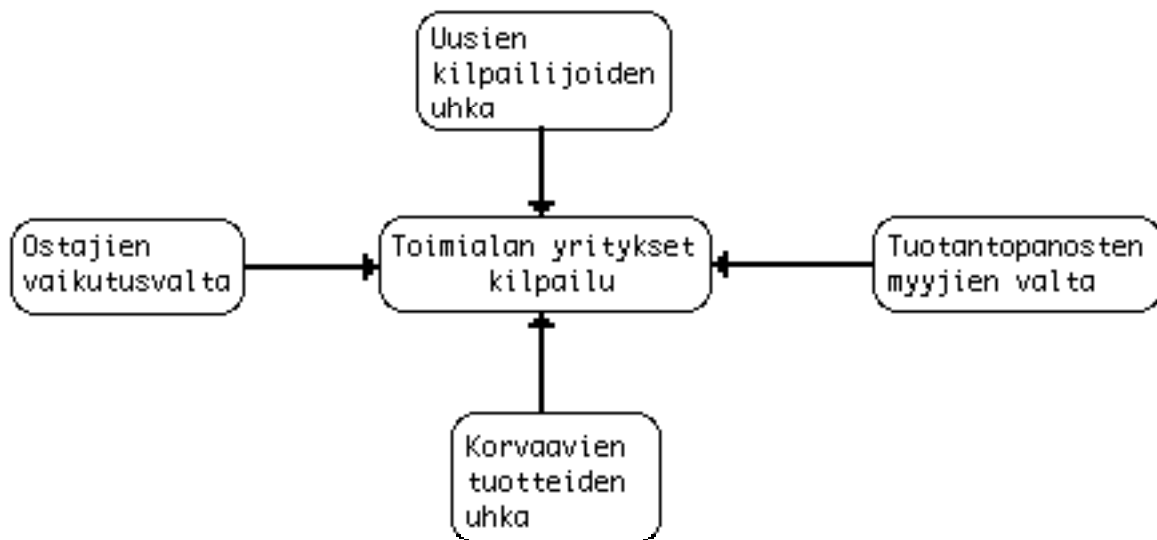 Uusien
kilpailijoiden
uhka
Ostajien
vaikutusvalta
Toimialan yritykset
kilpailu
Tuotantopanosten
myyjien valta
Korvaavien
tuotteiden
uhka